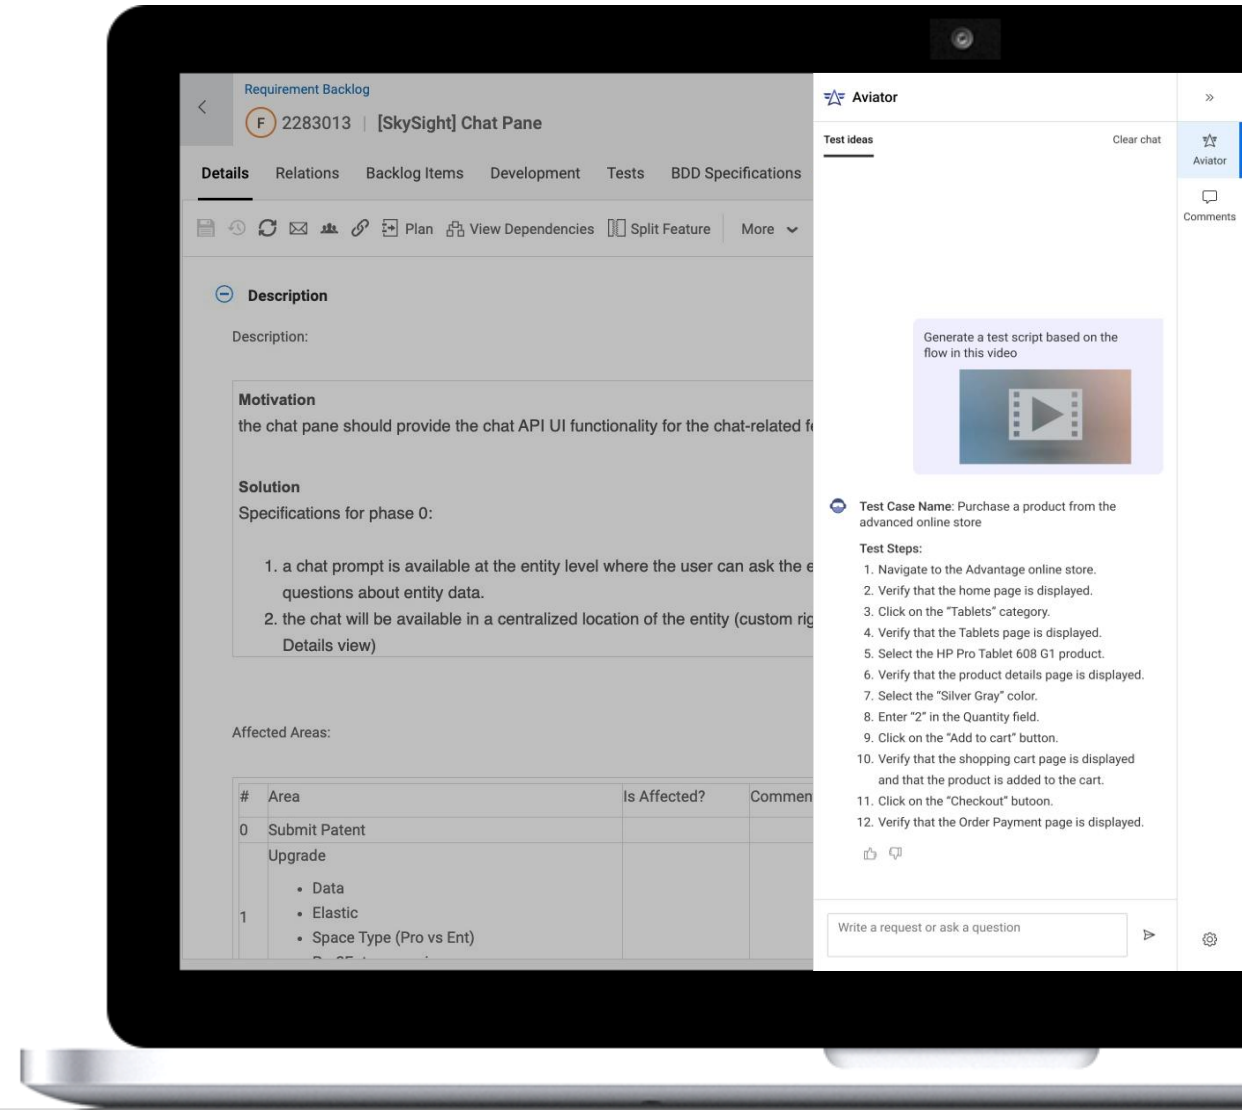 Requirement Backlog
F 2283013 | [SkySight] Chat Pane
Details Relations Backlog Items Development Tests BDD Specifications
Plan View Dependencies Split Feature More
Description
Description:
Motivation
the chat pane should provide the chat API UI functionality for the chat-related
Solution
Specifications for phase 0:
1. a chat prompt is available at the entity level where the user can ask the
questions about entity data.
2. the chat will be available in a centralized location of the entity (custom
Details view)
Affected Areas:
# Area Is Affected? Commen
0 Submit Patent
Upgrade
• Data
• Elastic
1
• Space Type (Pro vs Ent)
Aviator
Test ideas Clear chat
Generate a test script based on the
flow in this video
Test Case Name: Purchase a product from the
advanced online store
Test Steps:
1. Navigate to the Advantage online store.
2. Verify that the home page is displayed.
3. Click on the “Tablets” category.
4. Verify that the Tablets page is displayed.
5. Select the HP Pro Tablet 608 G1 product.
6. Verify that the product details page is displayed.
7. Select the “Silver Gray” color.
8. Enter “2” in the Quantity field.
9. Click on the “Add to cart” button.
10. Verify that the shopping cart page is displayed
and that the product is added to the cart.
11. Click on the “Checkout” butoon.
12. Verify that the Order Payment page is displayed.
Write a request or ask a question
Aviator
Comments